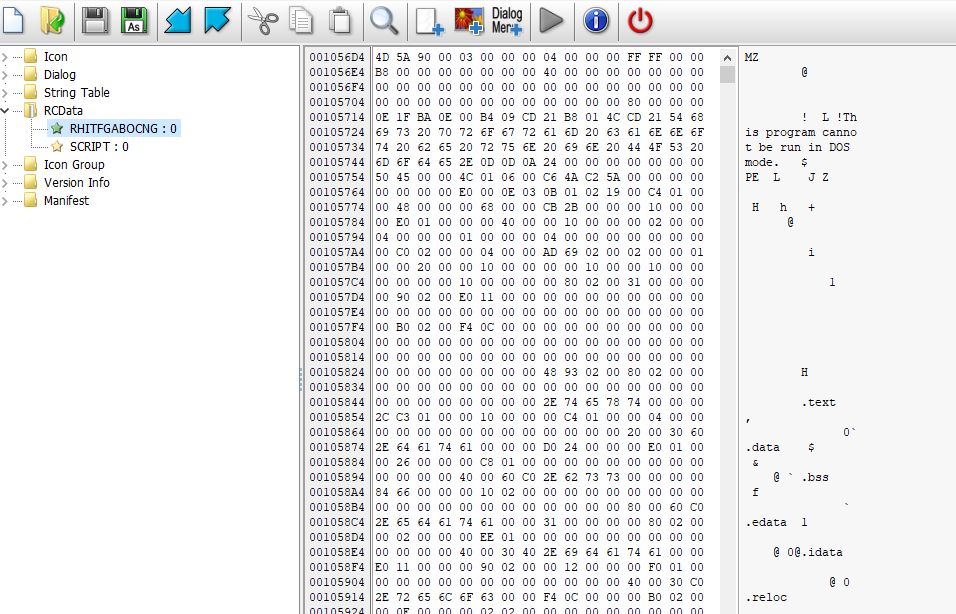 As
Dialog
Mer
Icon
Dialog
String Table
RCData
RHITFGABOCNG : 0
SCRIPT : 0
Icon Group
Version Info
Manifest
001056D4 4D 5A 90 00 03 00 00 00 04 00 00 00 FF FF 00 00
001056E4 B8 00 00 00 00 00 00 00 40 00 00 00 00 00 00 00
001056F4 00 00 00 00 00 00 00 00 00 00 00 00 00 00 00 00
00105704 00 00 00 00 00 00 00 00 00 00 00 00 80 00 00 00
00105714 0E 1F BA 0E 00 B4 09 CD 21 B8 01 4C CD 21 54 68
00105724 69 73 20 70 72 6F 67 72 61 6D 20 63 61 6E 6E 6F
00105734 74 20 62 65 20 72 75 6E 20 69 6E 20 44 4F 53 20
00105744 6D 6F 64 65 2E 0D 0D 0A 24 00 00 00 00 00 00 00
00105754 50 45 00 00 4C 01 06 00 C6 4A C2 5A 00 00 00 00
00105764 00 00 00 00 E0 00 0E 03 0B 01 02 19 00 C4 01 00
00105774 00 48 00 00 00 68 00 00 CB 2B 00 00 00 10 00 00
00105784 00 E0 01 00 00 00 40 00 00 10 00 00 00 02 00 00
00105794 04 00 00 00 01 00 00 00 04 00 00 00 00 00 00 00
001057A4 00 C0 02 00 00 04 00 00 AD 69 02 00 02 00 00 01
001057B4 00 00 20 00 00 10 00 00 00 00 10 00 00 10 00 00
001057C4 00 00 00 00 10 00 00 00 00 80 02 00 31 00 00 00
001057D4 00 90 02 00 E0 11 00 00 00 00 00 00 00 00 00 00
001057E4 00 00 00 00 00 00 00 00 00 00 00 00 00 00 00 00
001057F4 00 B0 02 00 F4 0C 00 00 00 00 00 00 00 00 00 00
00105804 00 00 00 00 00 00 00 00 00 00 00 00 00 00 00 00
00105814 00 00 00 00 00 00 00 00 00 00 00 00 00 00 00 00
00105824 00 00 00 00 00 00 00 00 48 93 02 00 80 02 00 00
00105834 00 00 00 00 00 00 00 00 00 00 00 00 00 00 00 00
00105844 00 00 00 00 00 00 00 00 2E 74 65 78 74 00 00 00
00105854 2C C3 01 00 00 10 00 00 00 C4 01 00 00 04 00 00
00105864 00 00 00 00 00 00 00 00 00 00 00 00 20 00 30 60
00105874 2E 64 61 74 61 00 00 00 D0 24 00 00 00 E0 01 00
00105884 00 26 00 00 00 C8 01 00 00 00 00 00 00 00 00 00
00105894 00 00 00 00 40 00 60 C0 2E 62 73 73 00 00 00 00
001058A4 84 66 00 00 00 10 02 00 00 00 00 00 00 00 00 00
001058B4 00 00 00 00 00 00 00 00 00 00 00 00 80 00 60 C0
001058C4 2E 65 64 61 74 61 00 00 31 00 00 00 00 80 02 00
001058D4 00 02 00 00 00 EE 01 00 00 00 00 00 00 00 00 00
001058E4 00 00 00 00 40 00 30 40 2E 69 64 61 74 61 00 00
001058F4 E0 11 00 00 00 90 02 00 00 12 00 00 00 F0 01 00
00105904 00 00 00 00 00 00 00 00 00 00 00 00 40 00 30 C0
00105914 2E 72 65 6C 6F 63 00 00 F4 0C 00 00 00 B0 02 00
00105924 00 0E 00 00 00 02 02 00 00 00 00 00 00 00 00 00
MZ
@
! L !Th
is program canno
t be run in DOS
mode. $
PE L J Z
H h +
@
i
1
H
.text
,
0`
.data $
&
@ ` .bss
f
`
.edata 1
@ 0@.idata
@ 0
.reloc